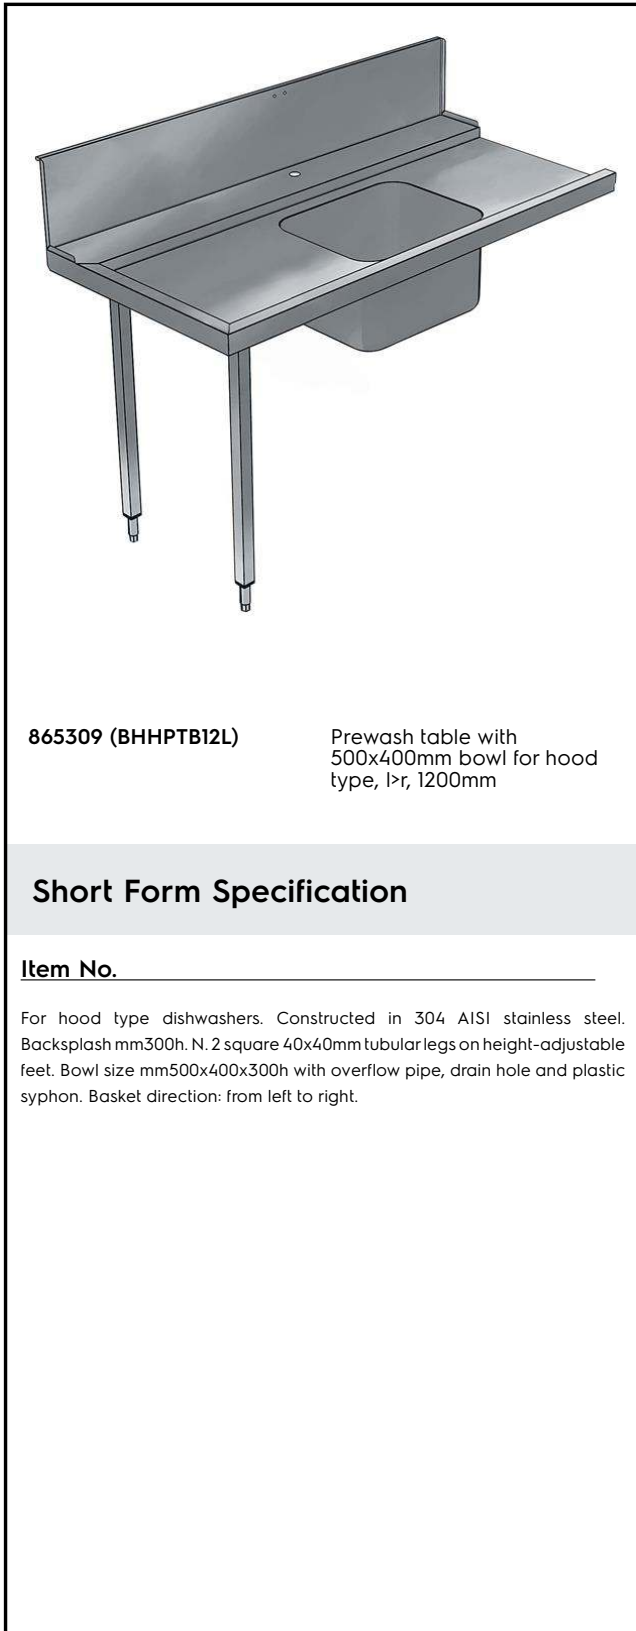 865309 (BHHPTB12L)
Prewash table with
500x400mm bowl for hood
type, l>r, 1200mm
Short Form Specification
Item No.
For hood type dishwashers. Constructed in 304 AISI stainless steel.
Backsplash mm300h. N. 2 square 40x40mm tubular legs on height-adjustable
feet. Bowl size mm500x400x300h with overflow pipe, drain hole and plastic
syphon. Basket direction: from left to right.